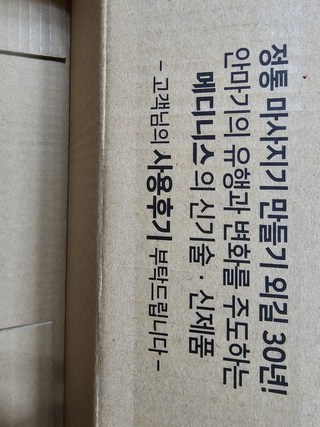 정통 마사지기 만들기 외길 30년!
안마기의 유행과 변화를 주도하는
메디니스의 신기술·신제품
- 고객님의 사용후기 부탁드립니다 -